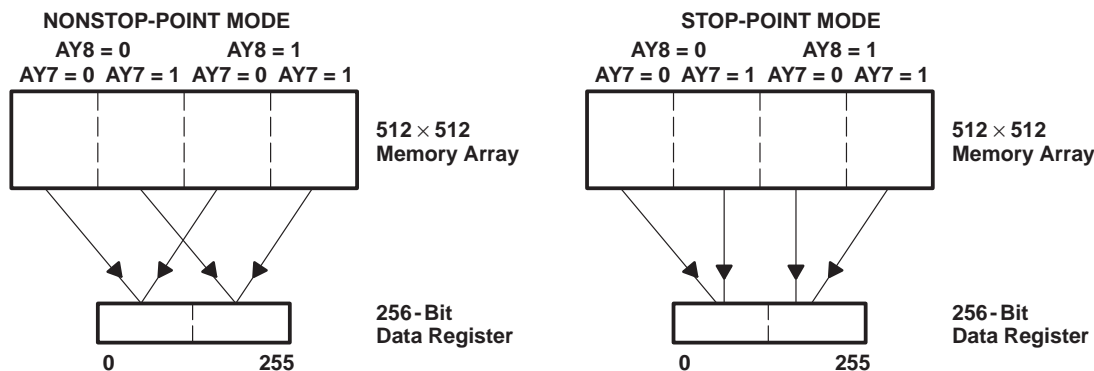 NONSTOP-POINT MODE
AY8 = 0 AY8 = 1
AY7 = 0 AY7 = 1 AY7 = 0 AY7 = 1
512 × 512
Memory Array
256-Bit
Data Register
0 255
STOP-POINT MODE
AY8 = 0 AY8 = 1
AY7 = 0 AY7 = 1 AY7 = 0 AY7 = 1
512 × 512
Memory Array
256-Bit
Data Register
0 255